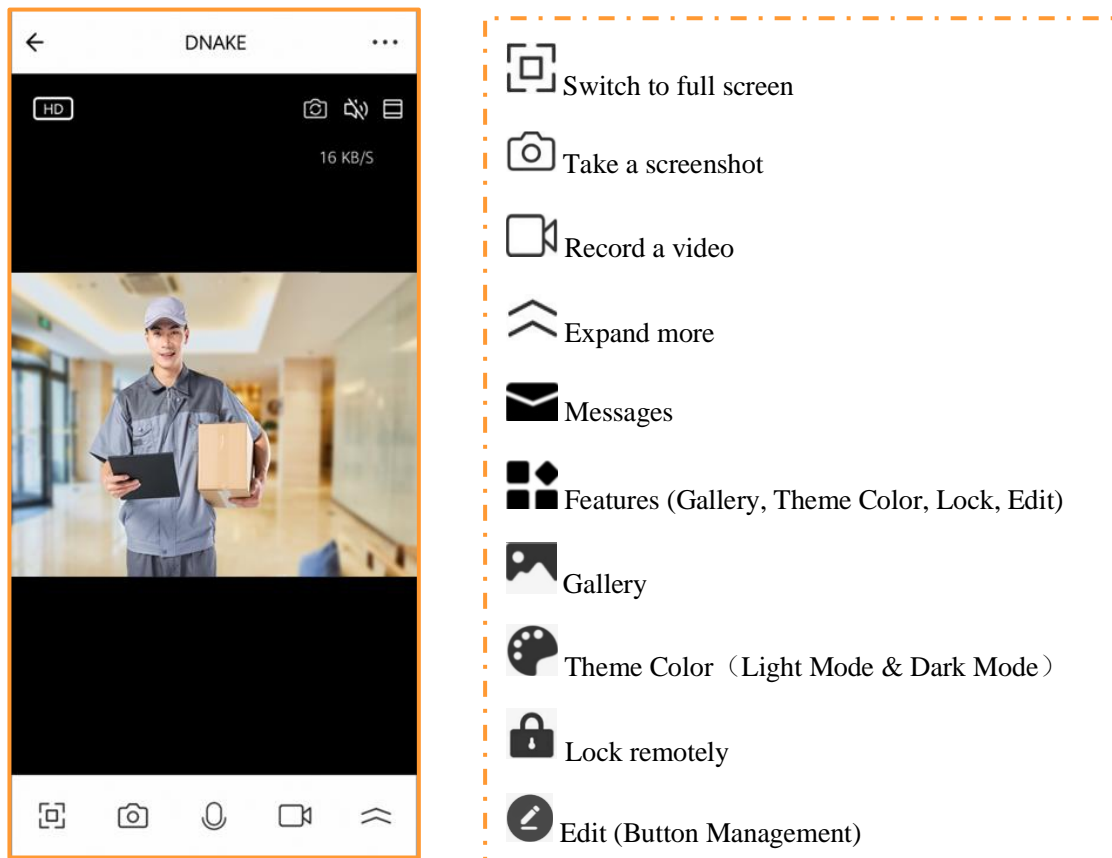 DNAKE
HD
16 KB/S
Switch to full screen
Take a screenshot
Record a video
Expand more
Messages
Features (Gallery, Theme Color, Lock, Edit)
Gallery
Theme Color（Light Mode & Dark Mode）
Lock remotely
Edit (Button Management)